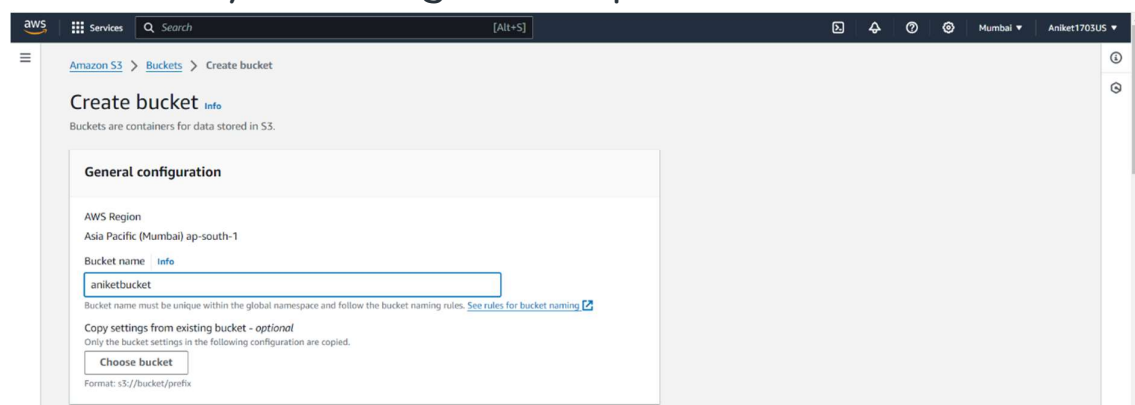 aws Services Search [Alt+S] Mumbai ▼ Aniket1703US ▼
Amazon S3 > Buckets > Create bucket
Create bucket Info
Buckets are containers for data stored in S3.
General configuration
AWS Region
Asia Pacific (Mumbai) ap-south-1
Bucket name Info
aniketbucket
Bucket name must be unique within the global namespace and follow the bucket naming rules. See rules for bucket naming
Copy settings from existing bucket - optional
Only the bucket settings in the following configuration are copied.
Choose bucket
Format: s3://bucket/prefix